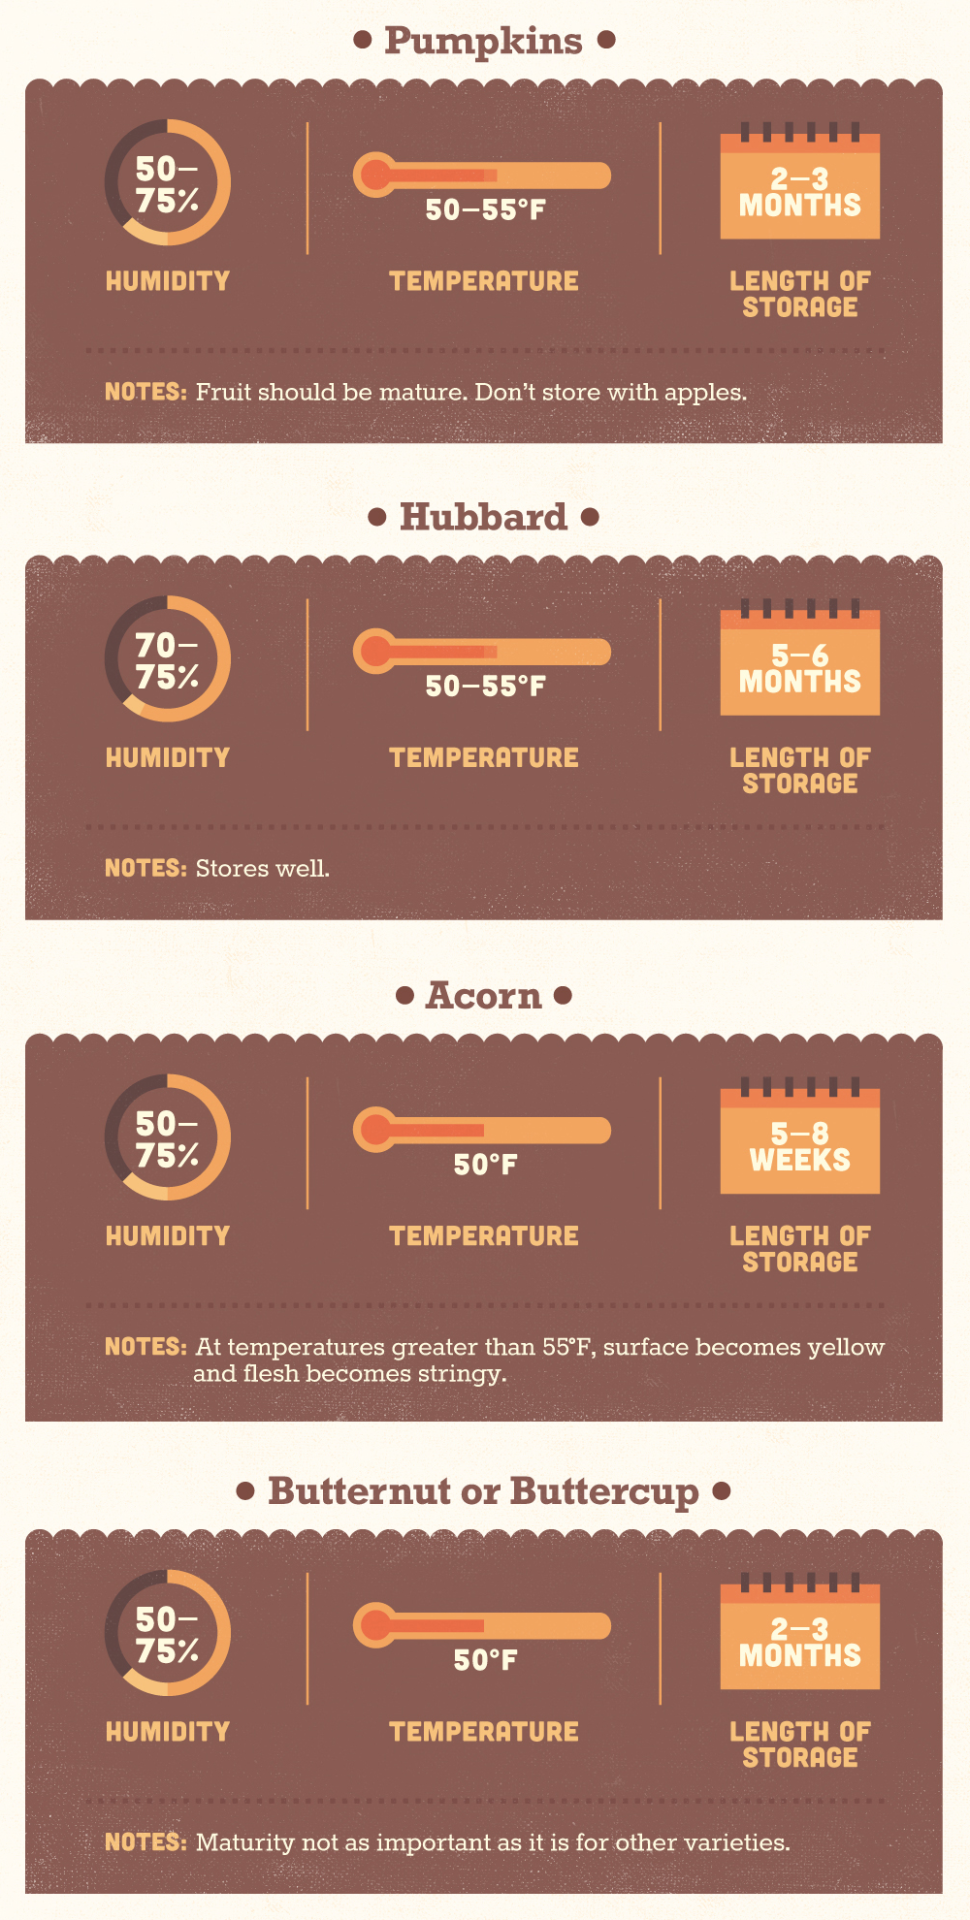 Pumpkins
50–
75%
HUMIDITY
50–55°F
TEMPERATURE
2–3
MONTHS
LENGTH OF
STORAGE
NOTES: Fruit should be mature. Don’t store with apples.
Hubbard
70–
75%
HUMIDITY
50–55°F
TEMPERATURE
5–6
MONTHS
LENGTH OF
STORAGE
NOTES: Stores well.
Acorn
50–
75%
HUMIDITY
50°F
TEMPERATURE
5–8
WEEKS
LENGTH OF
STORAGE
NOTES: At temperatures greater than 55°F, surface becomes yellow
and flesh becomes stringy.
Butternut or Buttercup
50–
75%
HUMIDITY
50°F
TEMPERATURE
2–3
MONTHS
LENGTH OF
STORAGE
NOTES: Maturity not as important as it is for other varieties.